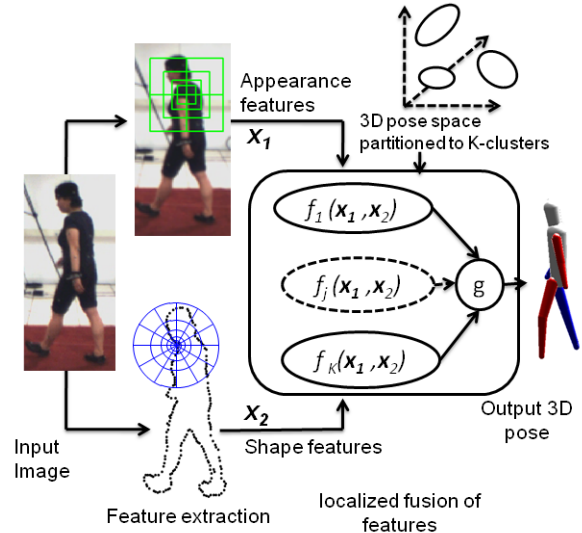 Appearance
features
X1
3D pose space
partitioned to K-clusters
f1(x1,x2)
fj(x1,x2)
g
fK(x1,x2)
X2
Shape features
Input
Image
Feature extraction
localized fusion of
features
Output 3D
pose